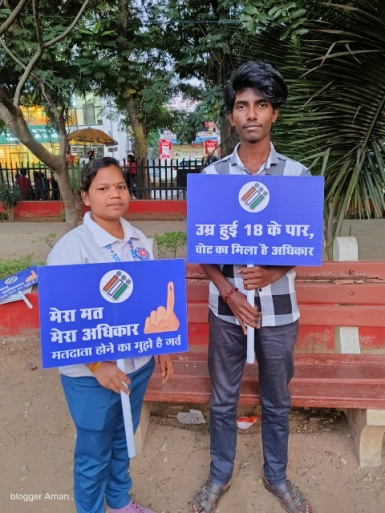 उम्र हुई 18 के पार,
वोट का मिला है अधिकार
मेरा मत
मेरा अधिकार
मतदाता होने का मुझे है गर्व
blogger Aman..